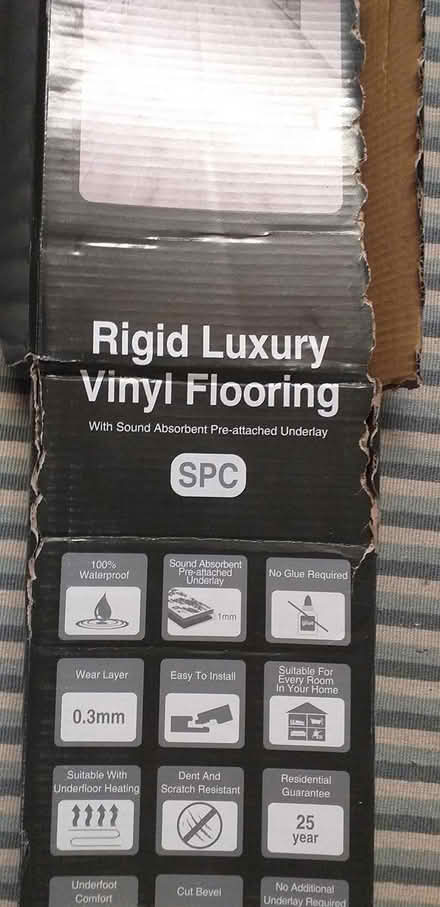 Rigid Luxury
Vinyl Flooring
With Sound Absorbent Pre-attached Underlay
SPC
100%
Waterproof
Sound Absorbent
Pre-attached
Underlay
1mm
No Glue Required
glue
Wear Layer
0.3mm
Easy To Install
Suitable For
Every Room
In Your Home
Suitable With
Underfloor Heating
Dent And
Scratch Resistant
Residential
Guarantee
25
year
Underfoot
Comfort
Cut Bevel
No Additional
Underlay Required